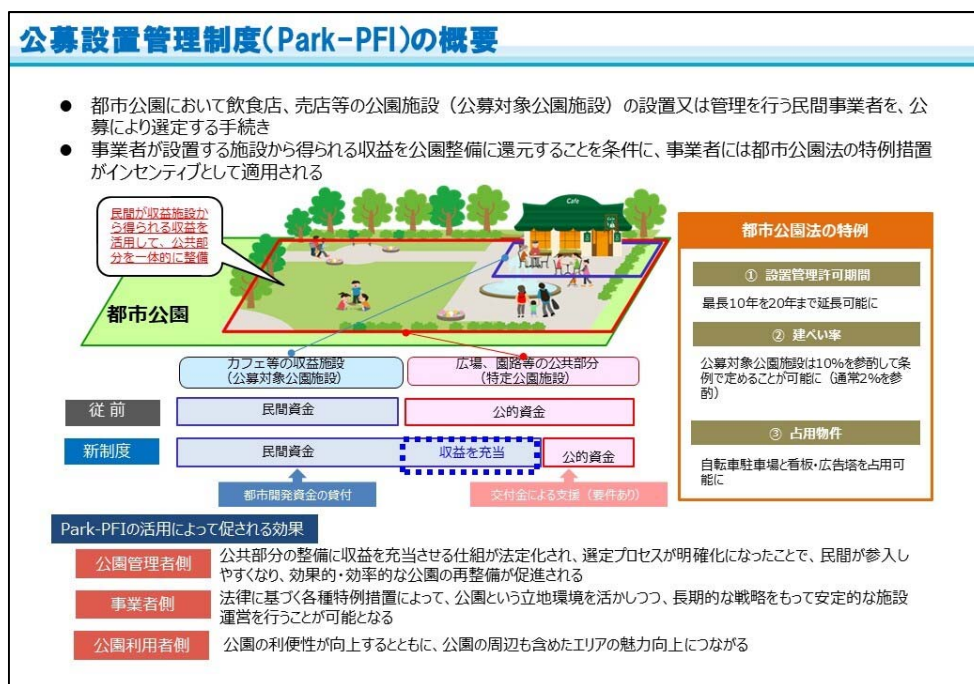 公募設置管理制度(Park-PFI)の概要
● 都市公園において飲食店、売店等の公園施設（公募対象公園施設）の設置又は管理を行う民間事業者を、公
募により選定する手続き
● 事業者が設置する施設から得られる収益を公園整備に還元することを条件に、事業者には都市公園法の特例措置
がインセンティブとして適用される
民間が収益施設か
ら得られる収益を
活用して、公共部
分を一体的に整備
Cafe
都市公園
カフェ等の収益施設
（公募対象公園施設）
広場、園路等の公共部分
（特定公園施設）
従前
民間資金
公的資金
新制度
民間資金
収益を充当
公的資金
都市開発資金の貸付
交付金による支援（要件あり）
都市公園法の特例
① 設置管理許可期間
最長10年を20年まで延長可能に
② 建ぺい率
公募対象公園施設は10%を参酌して条
例で定めることが可能に（通常2%を参
酌）
③ 占用物件
自転車駐車場と看板・広告塔を占用可
能に
Park-PFIの活用によって促される効果
公園管理者側
公共部分の整備に収益を充当させる仕組が法定化され、選定プロセスが明確化になったことで、民間が参入し
やすくなり、効果的・効率的な公園の再整備が促進される
事業者側
法律に基づく各種特例措置によって、公園という立地環境を活かしつつ、長期的な戦略をもって安定的な施設
運営を行うことが可能となる
公園利用者側
公園の利便性が向上するとともに、公園の周辺も含めたエリアの魅力向上につながる